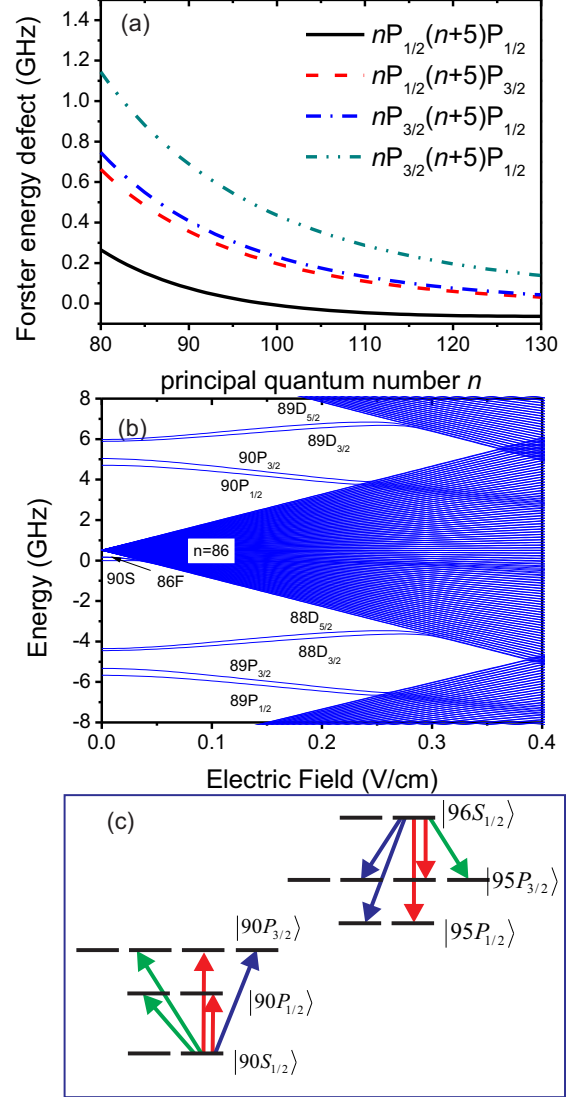 (a)
nP1/2(n+5)P1/2
nP1/2(n+5)P3/2
nP3/2(n+5)P1/2
nP3/2(n+5)P1/2
Forster energy defect (GHz)
1.4
1.2
1.0
0.8
0.6
0.4
0.2
0.0
80 90 100 110 120 130
principal quantum number n
(b)
89D5/2
89D3/2
90P3/2
90P1/2
n=86
90S
86F
88D5/2
88D3/2
89P3/2
89P1/2
Energy (GHz)
8
6
4
2
0
-2
-4
-6
-8
0.0 0.1 0.2 0.3 0.4
Electric Field (V/cm)
(c)
|96S1/2⟩
|95P3/2⟩
|95P1/2⟩
|90P3/2⟩
|90P1/2⟩
|90S1/2⟩